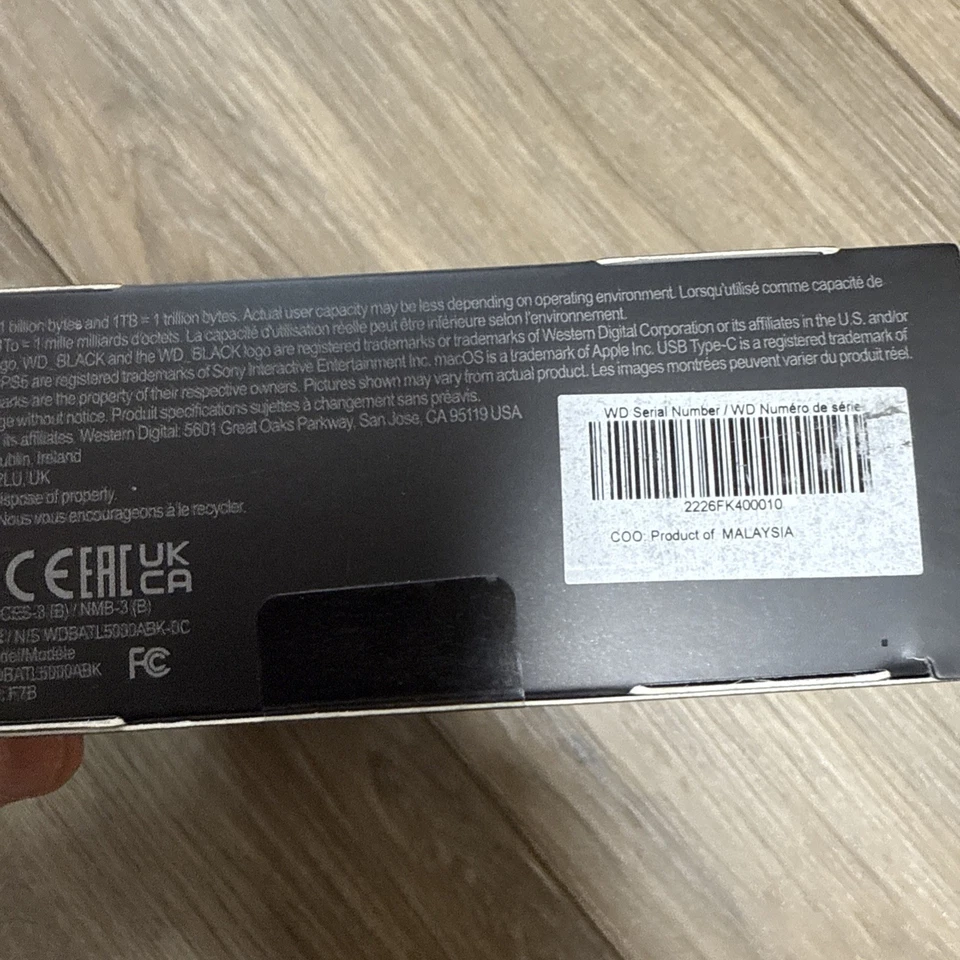 1 billion bytes and 1TB = 1 trillion bytes. Actual user capacity may be less depending on operating environment. Lorsqu'utilisé comme capacité de
1To = 1 mille milliards d'octets. La capacité d'utilisation réelle peut être inférieure selon l'environnement.
go, WD_BLACK and the WD_BLACK logo are registered trademarks or trademarks of Western Digital Corporation or its affiliates in the U.S. and/or
PS5 are registered trademarks of Sony Interactive Entertainment Inc. macOS is a trademark of Apple Inc. USB Type-C is a registered trademark of
arks are the property of their respective owners. Pictures shown may vary from actual product. Les images montrées peuvent varier du produit réel.
ge without notice. Produit specifications sujettes à changement sans préavis.
its affiliates. Western Digital: 5601 Great Oaks Parkway, San Jose, CA 95119 USA
ublin, Ireland
2LU, UK
ispose of properly.
Nous vous encourageons à le recycler.
CE EAC UK CA
CES-3 (B) / NMB-3 (B)
/ N/S WDBATL5000ABK-0C
del/Modèle
BATL5000ABK
FC
F7B
WD Serial Number / WD Numéro de série
2226FK400010
COO: Product of MALAYSIA